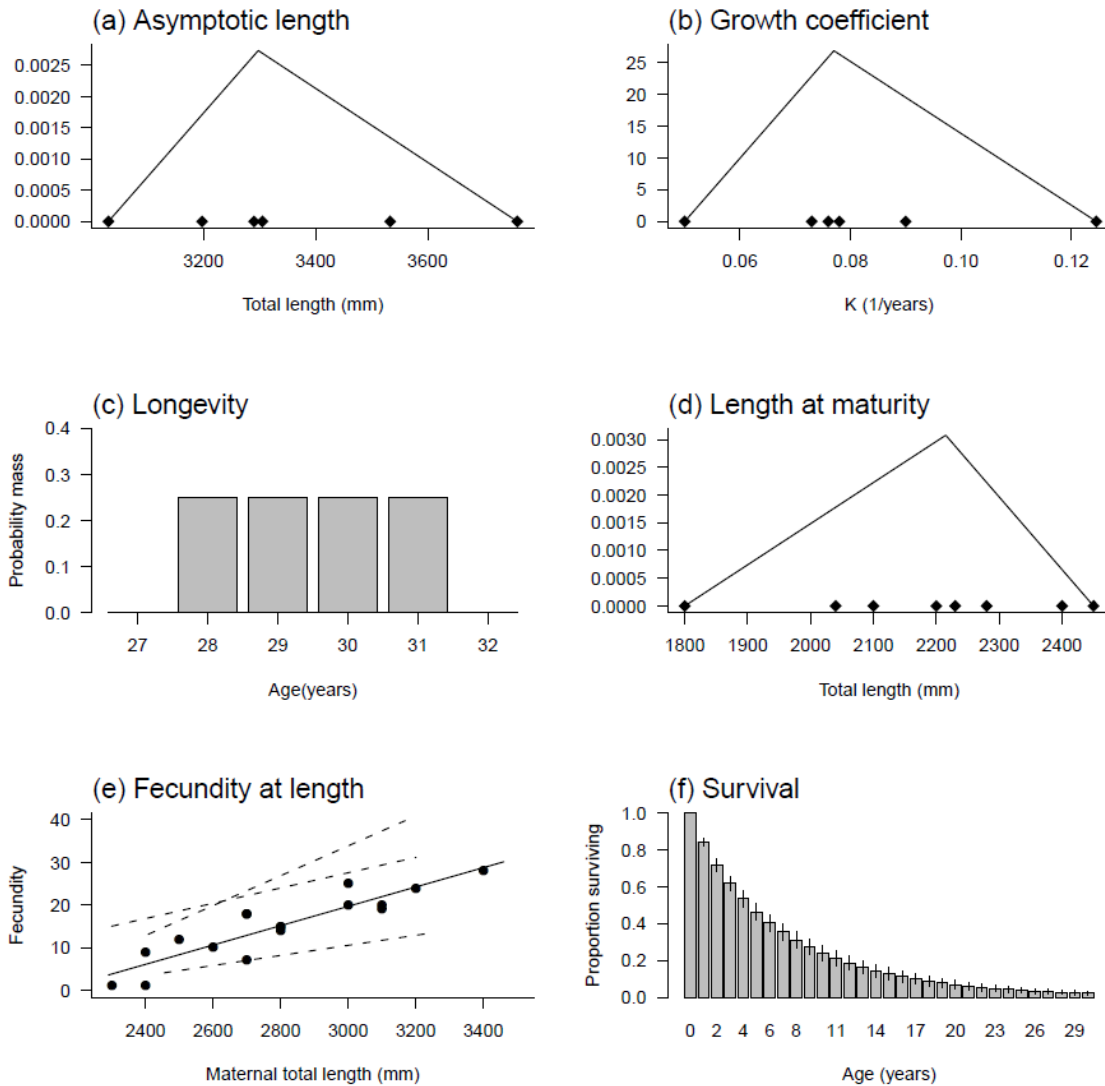 (a) Asymptotic length
0.0025
0.0020
0.0015
0.0010
0.0005
0.0000
3200 3400 3600
Total length (mm)
(b) Growth coefficient
25
20
15
10
5
0
0.06 0.08 0.10 0.12
K (1/years)
(c) Longevity
Probability mass
0.4
0.3
0.2
0.1
0.0
27 28 29 30 31 32
Age(years)
(d) Length at maturity
0.0030
0.0025
0.0020
0.0015
0.0010
0.0005
0.0000
1800 1900 2000 2100 2200 2300 2400
Total length (mm)
(e) Fecundity at length
Fecundity
40
30
20
10
0
2400 2600 2800 3000 3200 3400
Maternal total length (mm)
(f) Survival
Proportion surviving
1.0
0.8
0.6
0.4
0.2
0.0
0 2 4 6 8 11 14 17 20 23 26 29
Age (years)